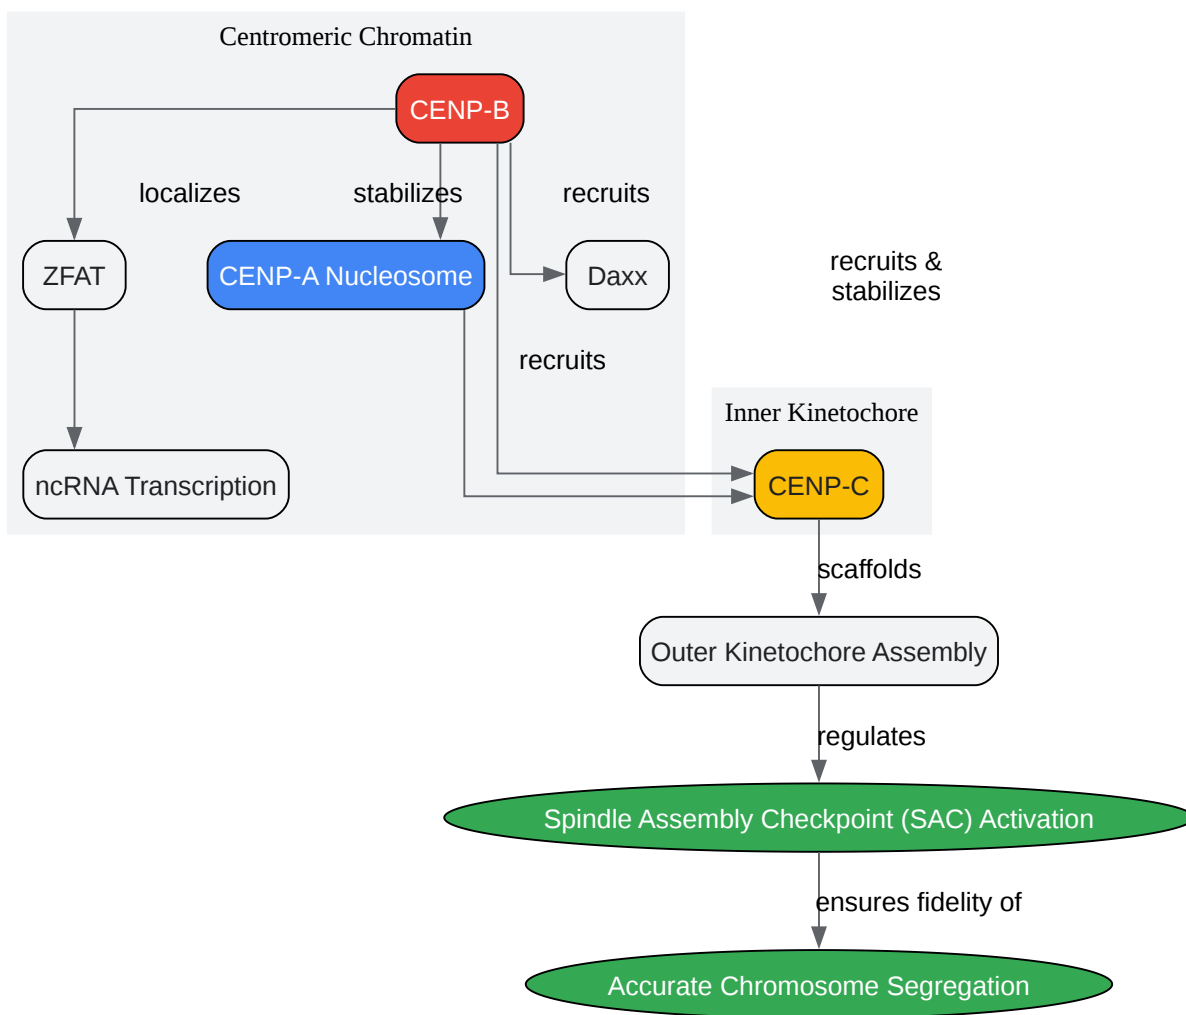 Centromeric Chromatin
CENP-B
localizes
stabilizes
recruits
ZFAT
CENP-A Nucleosome
Daxx
recruits &
stabilizes
recruits
Inner Kinetochore
ncRNA Transcription
CENP-C
scaffolds
Outer Kinetochore Assembly
regulates
Spindle Assembly Checkpoint (SAC) Activation
ensures fidelity of
Accurate Chromosome Segregation